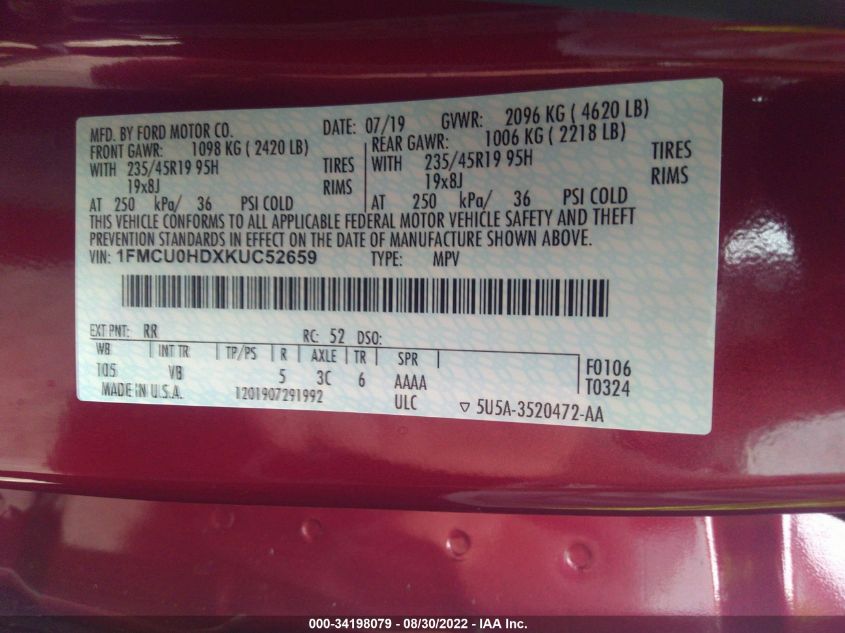 MFD. BY FORD MOTOR CO. DATE: 07/19 GVWR: 2096 KG ( 4620 LB)
FRONT GAWR: 1098 KG ( 2420 LB) REAR GAWR: 1006 KG ( 2218 LB)
WITH 235/45R19 95H TIRES WITH 235/45R19 95H TIRES
19x8J RIMS 19x8J RIMS
AT 250 kPa/ 36 PSI COLD AT 250 kPa/ 36 PSI COLD
THIS VEHICLE CONFORMS TO ALL APPLICABLE FEDERAL MOTOR VEHICLE SAFETY AND THEFT
PREVENTION STANDARDS IN EFFECT ON THE DATE OF MANUFACTURE SHOWN ABOVE.
VIN: 1FMCU0HDXKUC52659 TYPE: MPV
EXT PNT: RR RC: 52 DSO:
WB INT TR TP/PS R AXLE TR SPR F0106
105 VB 5 3C 6 AAAA T0324
MADE IN U.S.A. 1201907291992 ULC ▽ 5U5A-3520472-AA
000-34198079 - 08/30/2022 - IAA Inc.